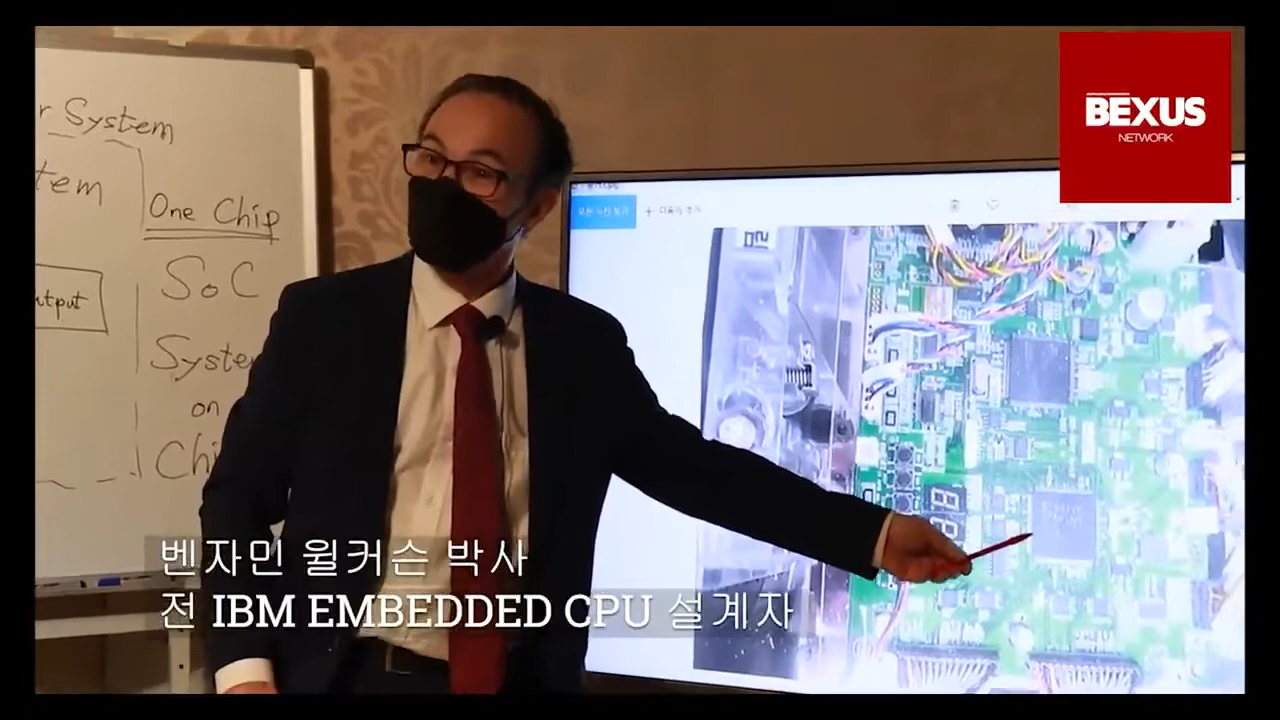 r System
tem
One Chip
SoC
utput
Syste
on
Chi
BEXUS
NETWORK
벤자민 윌커슨 박사
전 IBM EMBEDDED CPU 설계자